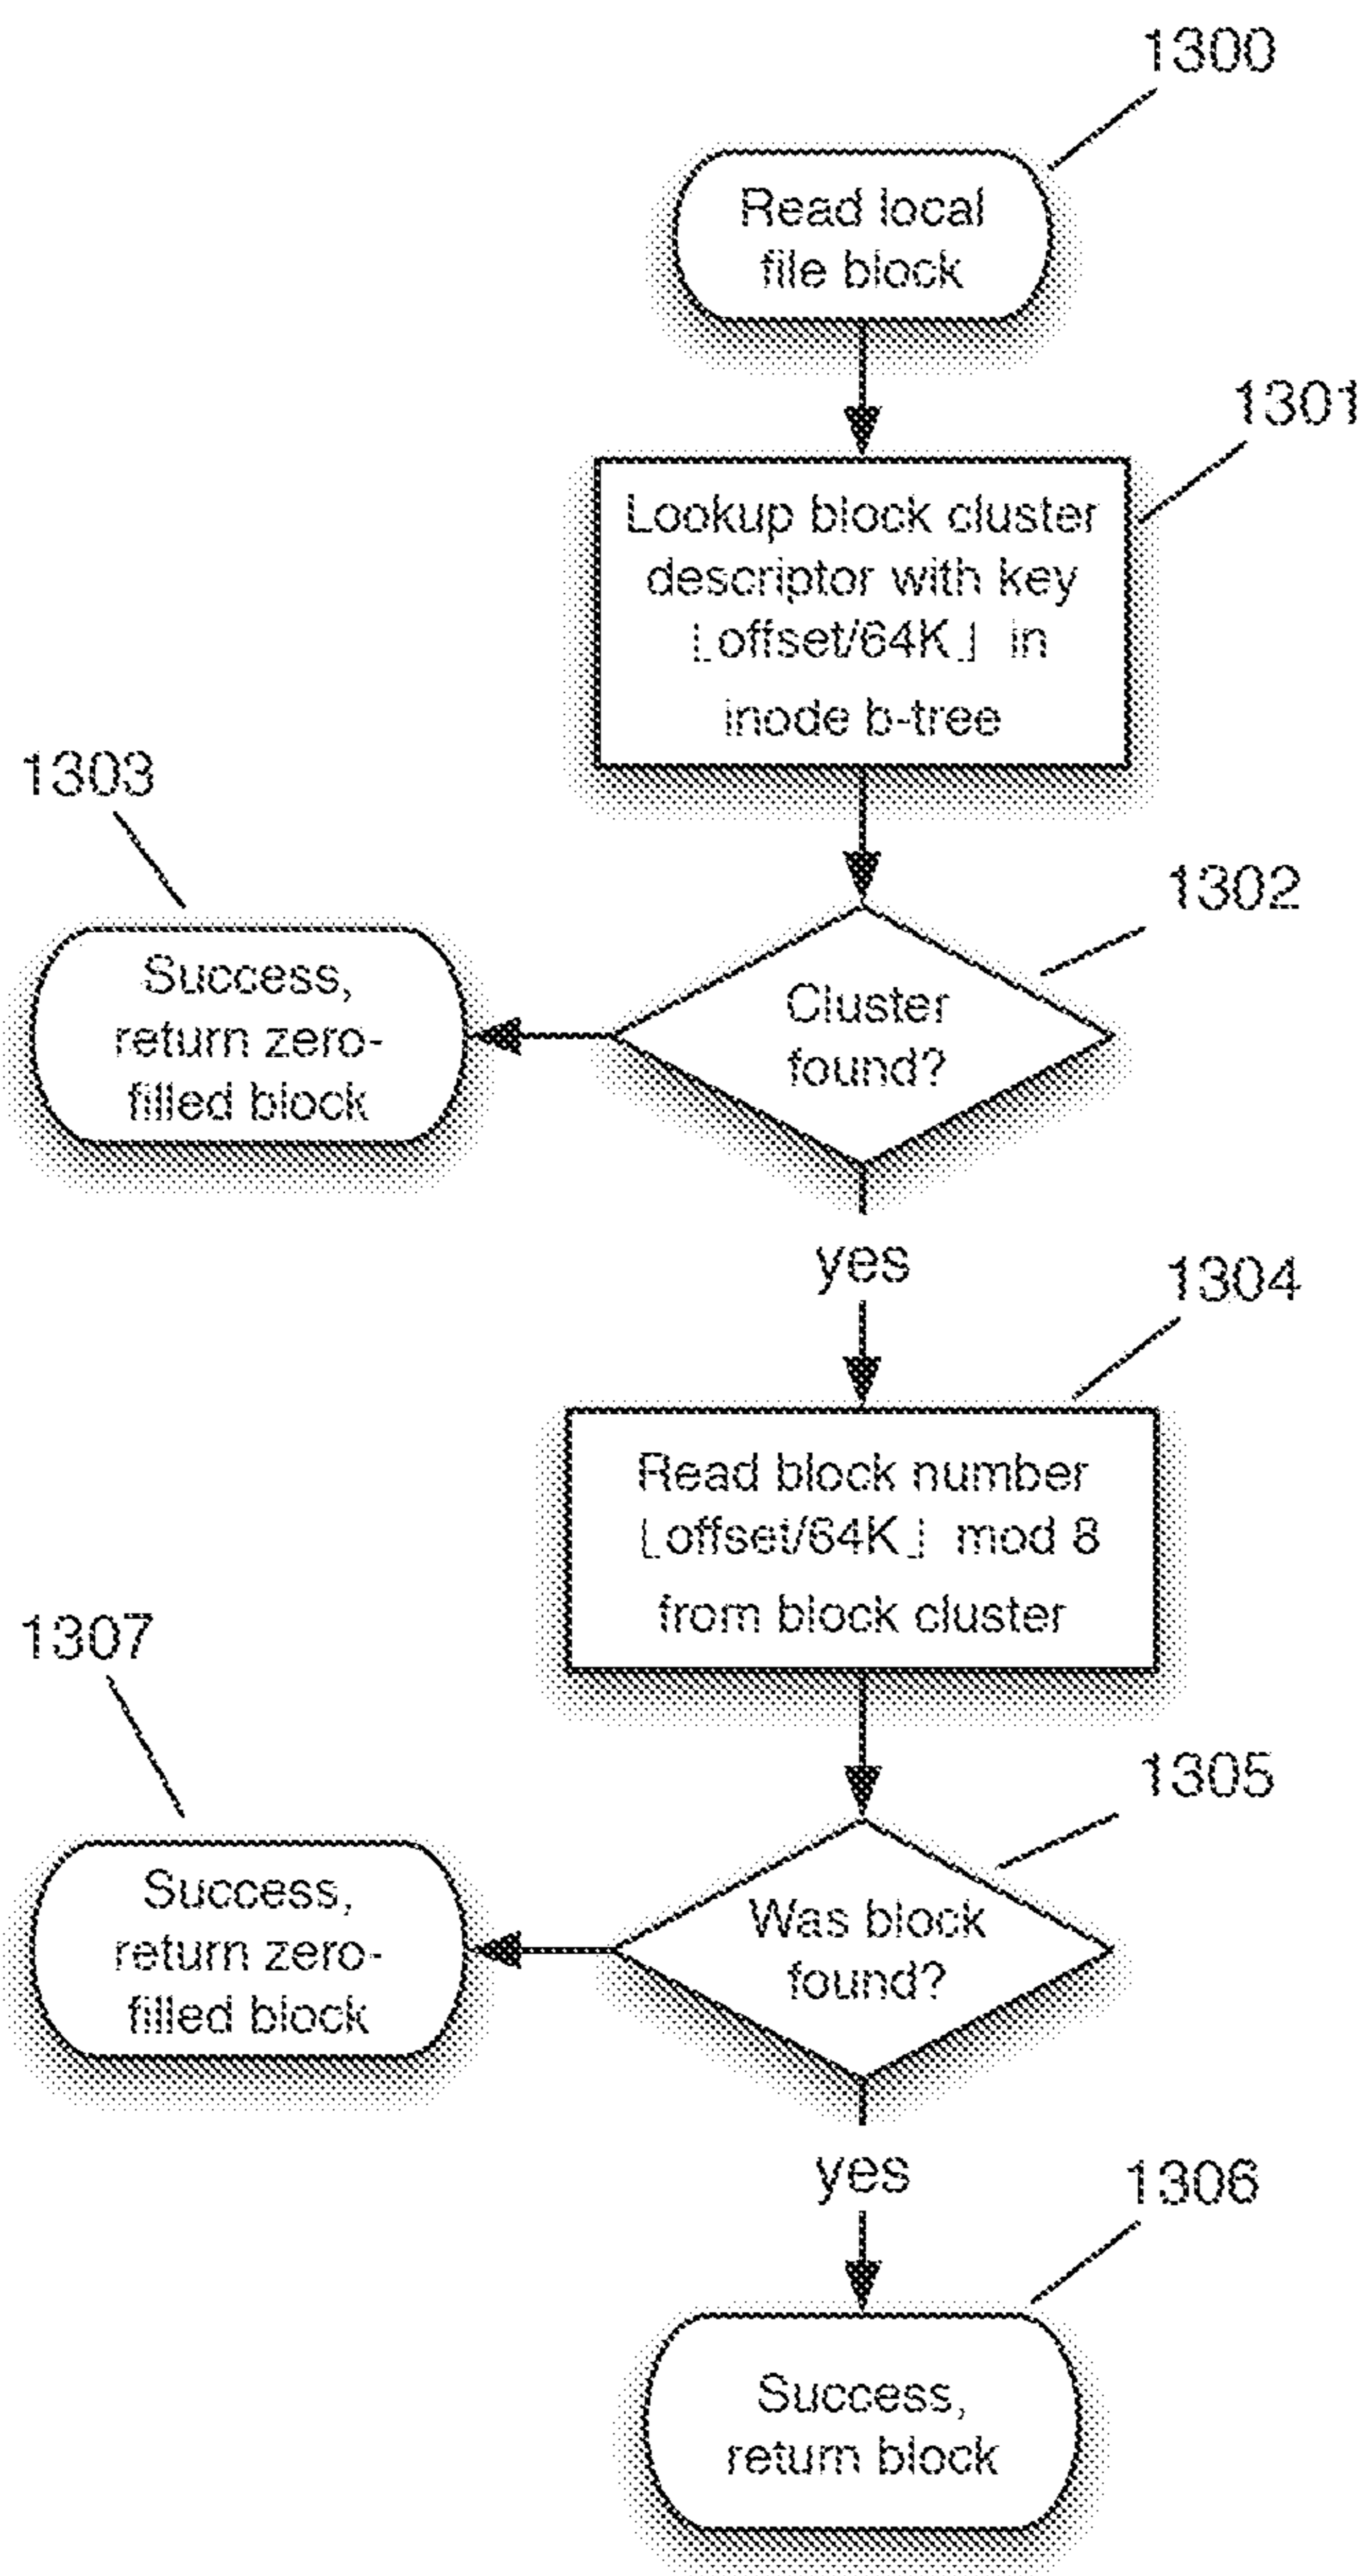 1300
Read local
file block
1301
Lookup block cluster
descriptor with key
⌊offset/64K⌋ in
inode b-tree
1303
1302
Success,
return zero-
filled block
Cluster
found?
yes
1304
Read block number
⌊offset/64K⌋ mod 8
from block cluster
1307
1305
Success,
return zero-
filled block
Was block
found?
yes
1306
Success,
return block